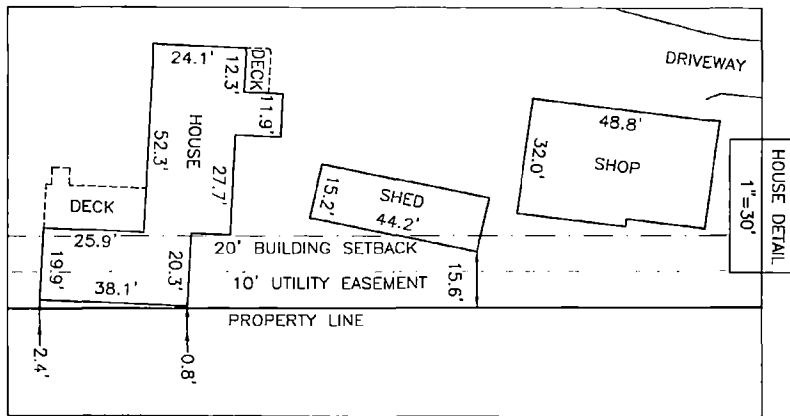 DRIVEWAY
24.1'
12.3'
DECK
11.9'
HOUSE
52.3'
27.7'
48.8'
32.0'
SHOP
HOUSE DETAIL
1"=30'
15.2'
SHED
44.2'
DECK
25.9'
20' BUILDING SETBACK
19.9'
38.1'
20.3'
10' UTILITY EASEMENT
15.6'
PROPERTY LINE
2.4'
0.8'